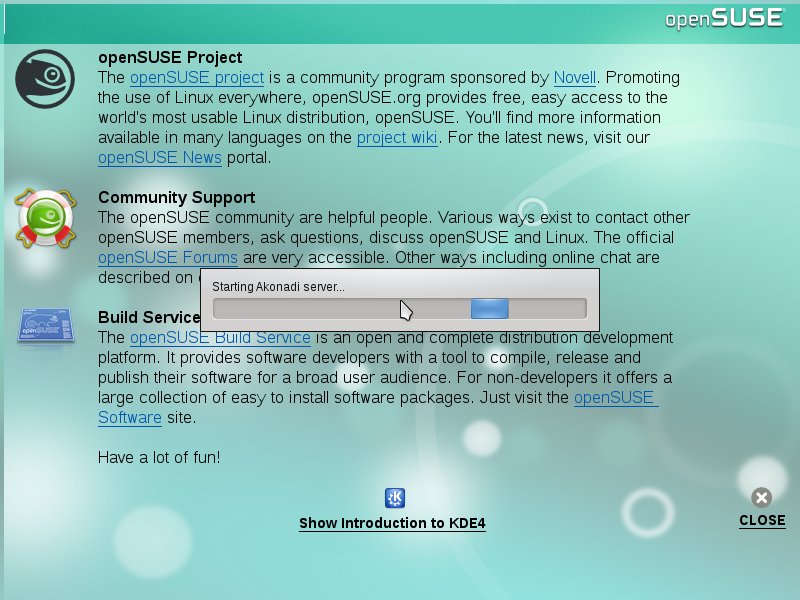 openSUSE
openSUSE Project
The openSUSE project is a community program sponsored by Novell. Promoting
the use of Linux everywhere, openSUSE.org provides free, easy access to the
world's most usable Linux distribution, openSUSE. You'll find more information
available in many languages on the project wiki. For the latest news, visit our
openSUSE News portal.
Community Support
The openSUSE community are helpful people. Various ways exist to contact other
openSUSE members, ask questions, discuss openSUSE and Linux. The official
openSUSE Forums are very accessible. Other ways including online chat are
described on
Starting Akonadi server...
Build Service
openSUSE
The openSUSE Build Service is an open and complete distribution development
platform. It provides software developers with a tool to compile, release and
publish their software for a broad user audience. For non-developers it offers a
large collection of easy to install software packages. Just visit the openSUSE
Software site.
Have a lot of fun!
Show Introduction to KDE4
CLOSE